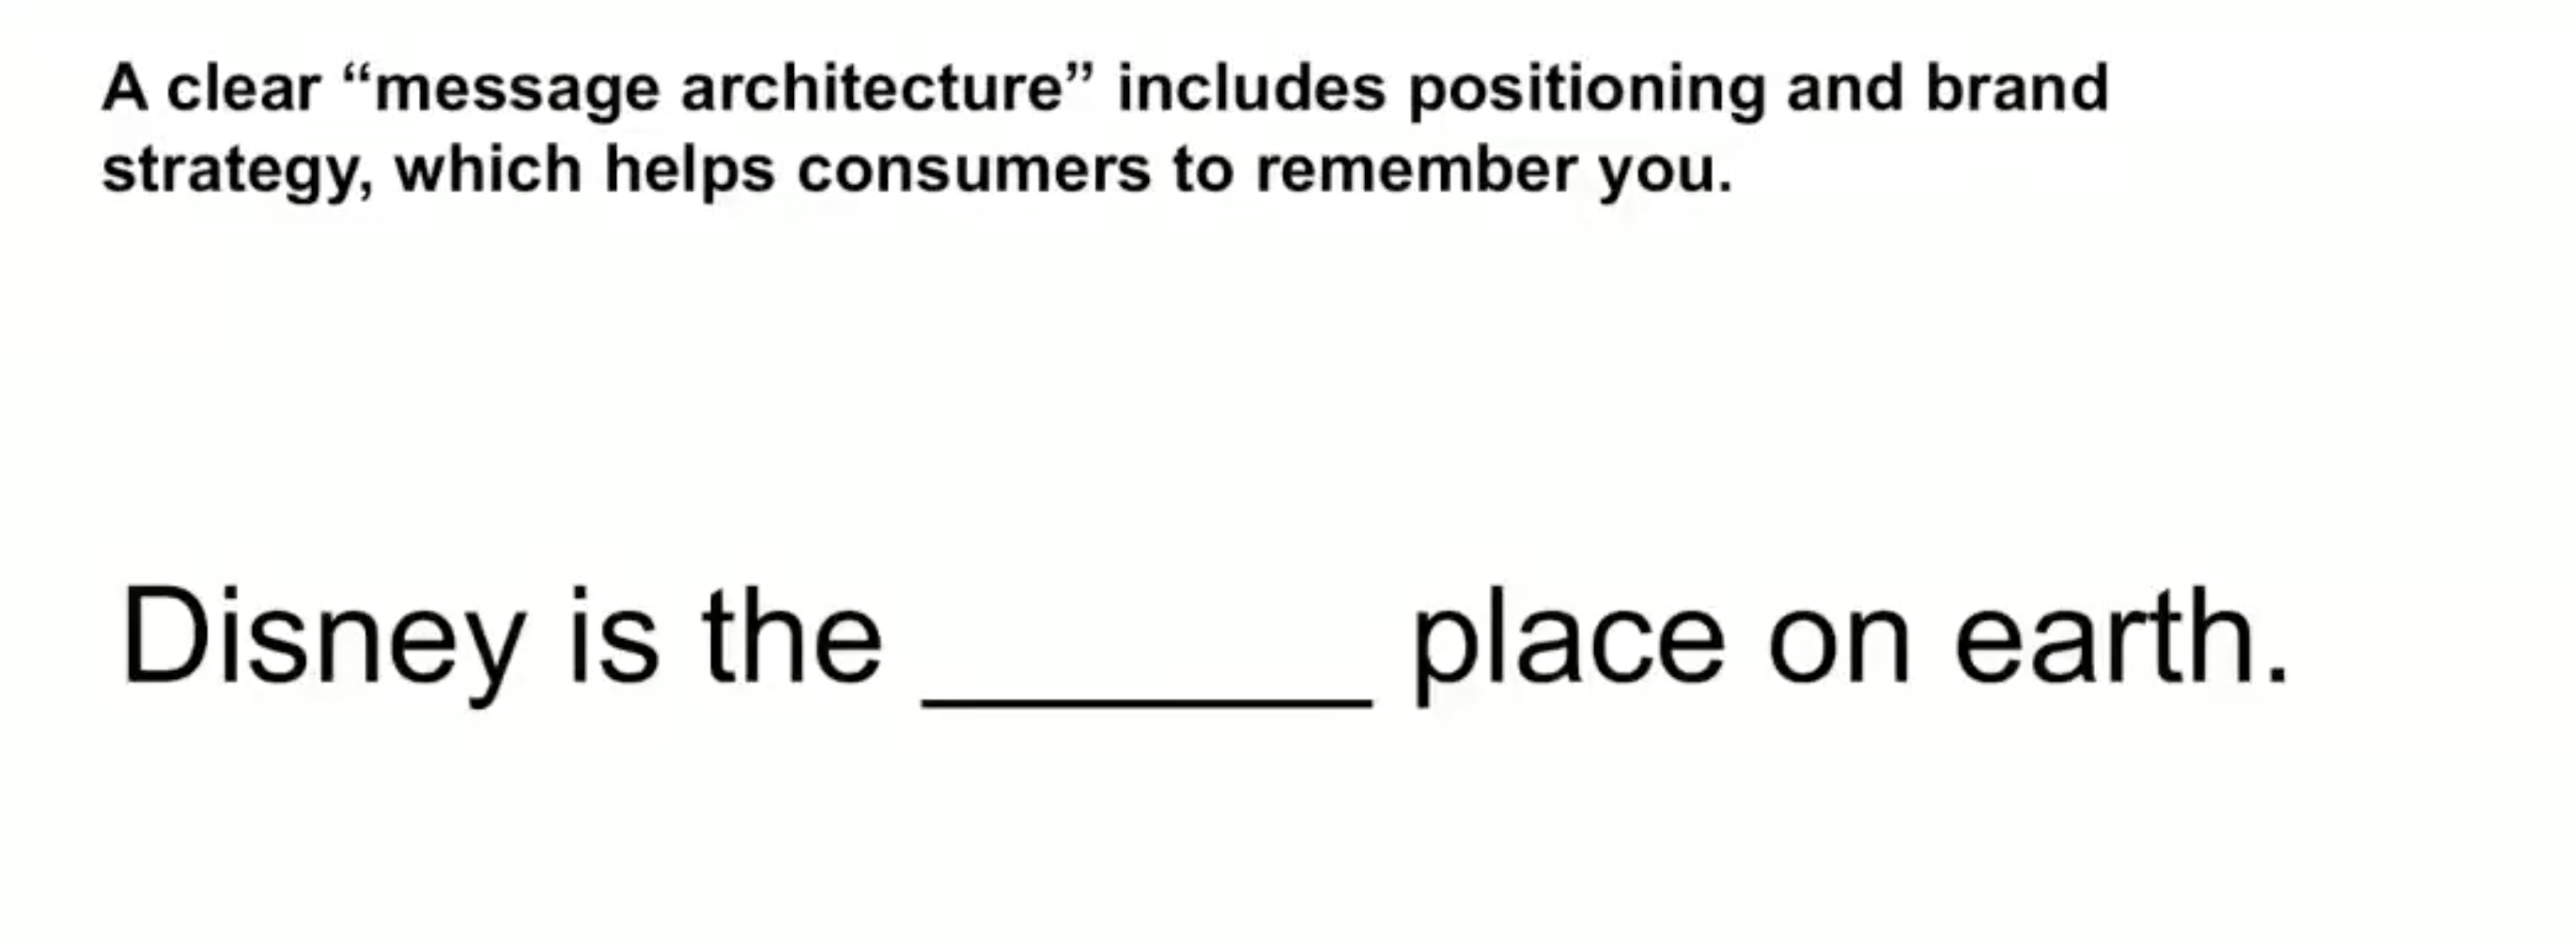 A clear “message architecture” includes positioning and brand
strategy, which helps consumers to remember you.
Disney is the _______ place on earth.